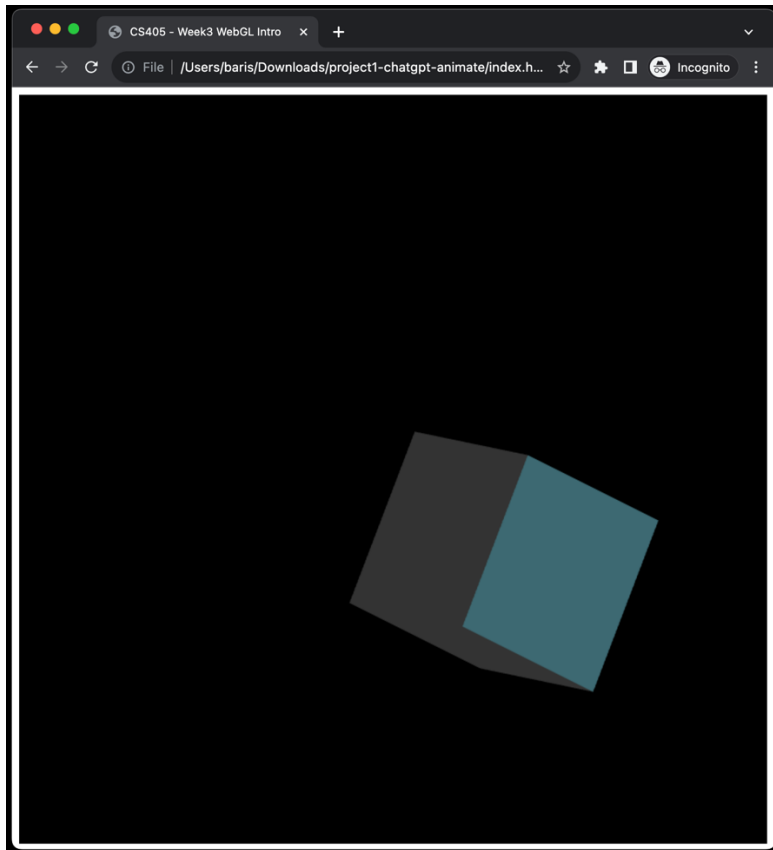 CS405 - Week3 WebGL Intro
File | /Users/baris/Downloads/project1-chatgpt-animate/index.h... Incognito